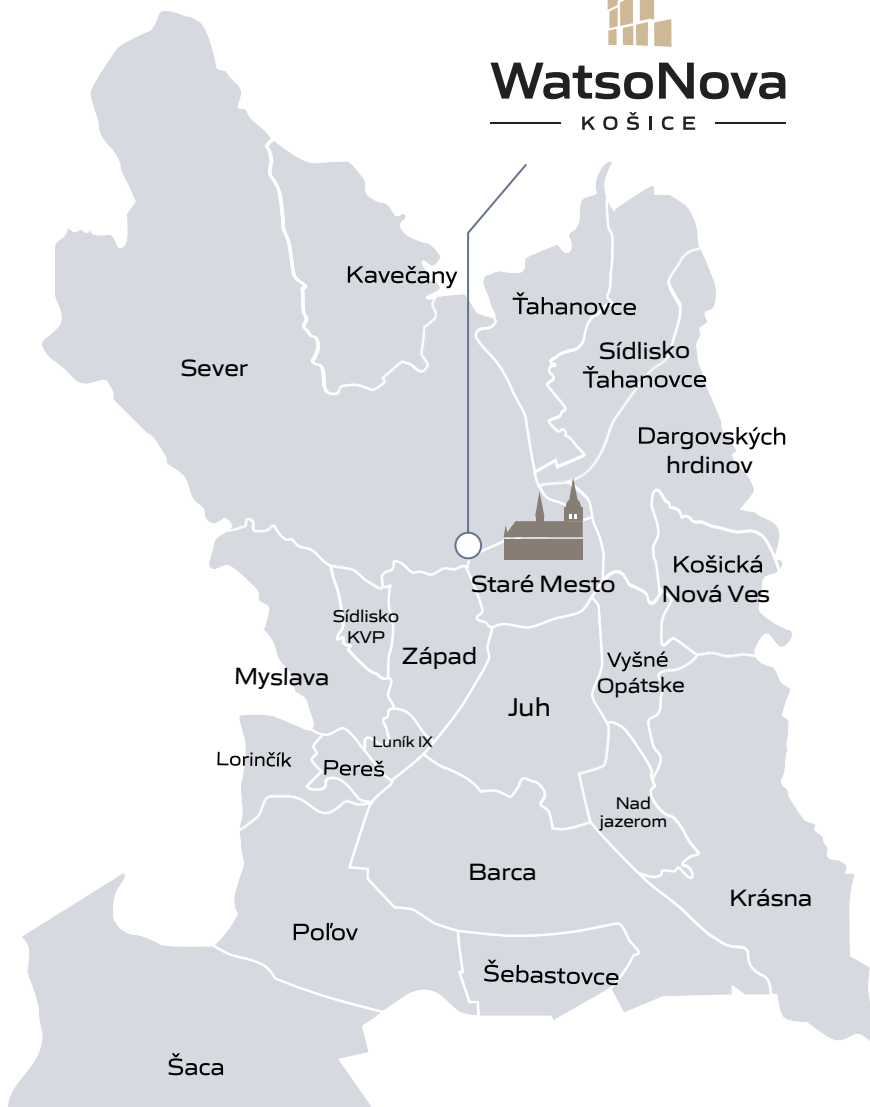 WatsoNova
KOŠICE
Kavečany
Ťahanovce
Sídlisko
Ťahanovce
Sever
Dargovských
hrdinov
Košická
Nová Ves
Staré Mesto
Sídlisko
KVP
Západ
Vyšné
Opátske
Myslava
Juh
Luník IX
Lorinčík
Pereš
Nad
jazerom
Barca
Krásna
Poľov
Šebastovce
Šaca